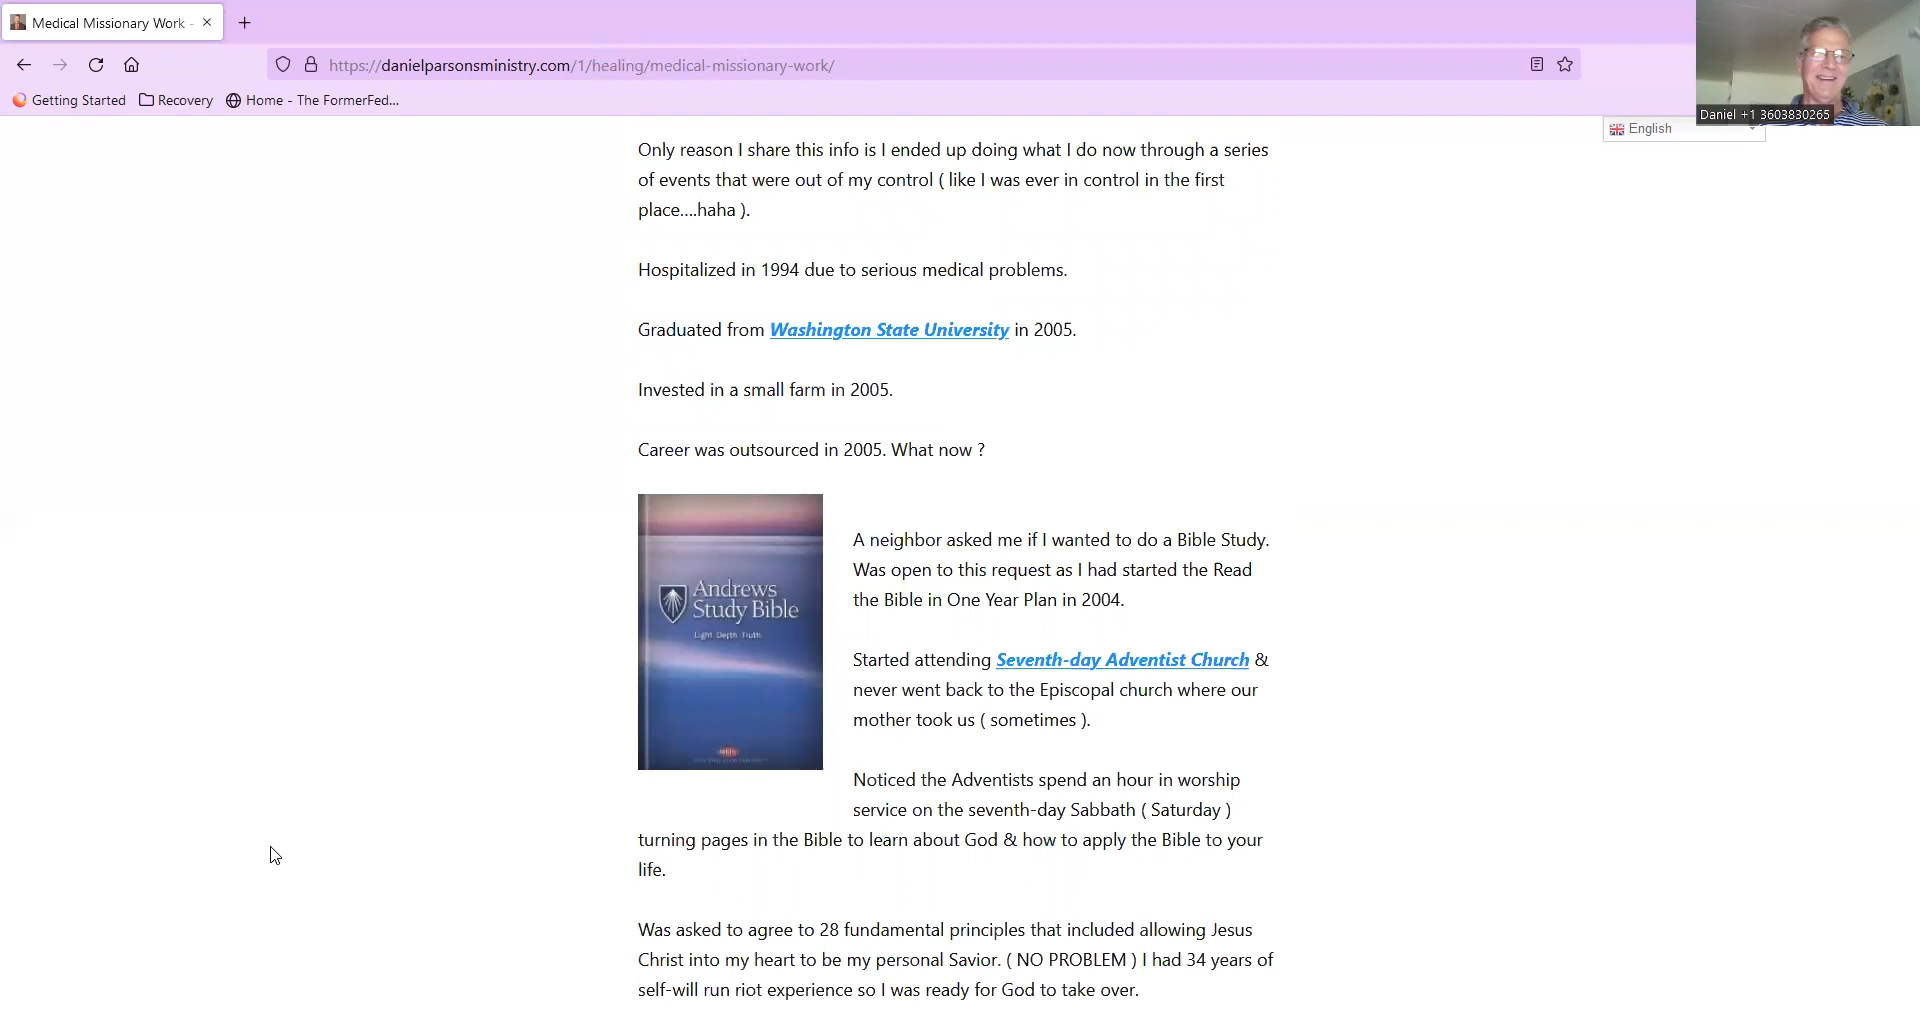 Medical Missionary Work -
https://danielparsonsministry.com/1/healing/medical-missionary-work/
Getting Started
Recovery
Home - The FormerFed...
Daniel +1 3603830265
English
Only reason I share this info is I ended up doing what I do now through a series
of events that were out of my control ( like I was ever in control in the first
place....haha ).
Hospitalized in 1994 due to serious medical problems.
Graduated from Washington State University in 2005.
Invested in a small farm in 2005.
Career was outsourced in 2005. What now ?
Andrews
Study Bible
Light Depth Truth
A neighbor asked me if I wanted to do a Bible Study.
Was open to this request as I had started the Read
the Bible in One Year Plan in 2004.
Started attending Seventh-day Adventist Church &
never went back to the Episcopal church where our
mother took us ( sometimes ).
Noticed the Adventists spend an hour in worship
service on the seventh-day Sabbath ( Saturday )
turning pages in the Bible to learn about God & how to apply the Bible to your
life.
Was asked to agree to 28 fundamental principles that included allowing Jesus
Christ into my heart to be my personal Savior. ( NO PROBLEM ) I had 34 years of
self-will run riot experience so I was ready for God to take over.